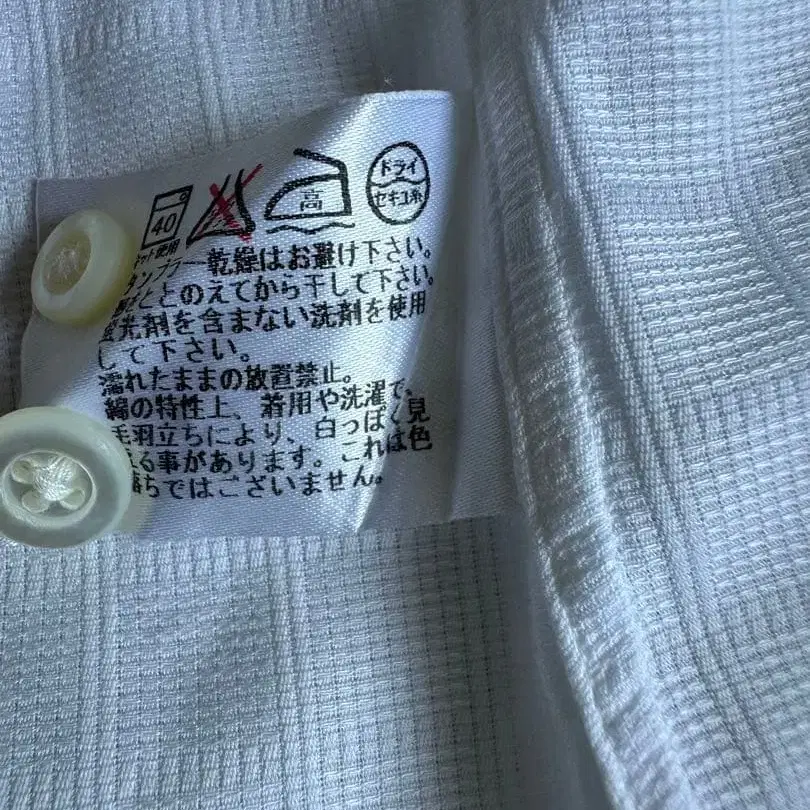 40 高 ドライ セキユ系
ネット使用
タンブラー乾燥はお避け下さい。
をととのえてから干して下さい。
蛍光剤を含まない洗剤を使用
して下さい。
濡れたままの放置禁止。
綿の特性上、着用や洗濯で、
毛羽立ちにより、白っぽく見
える事があります。これは色
落ちではございません。